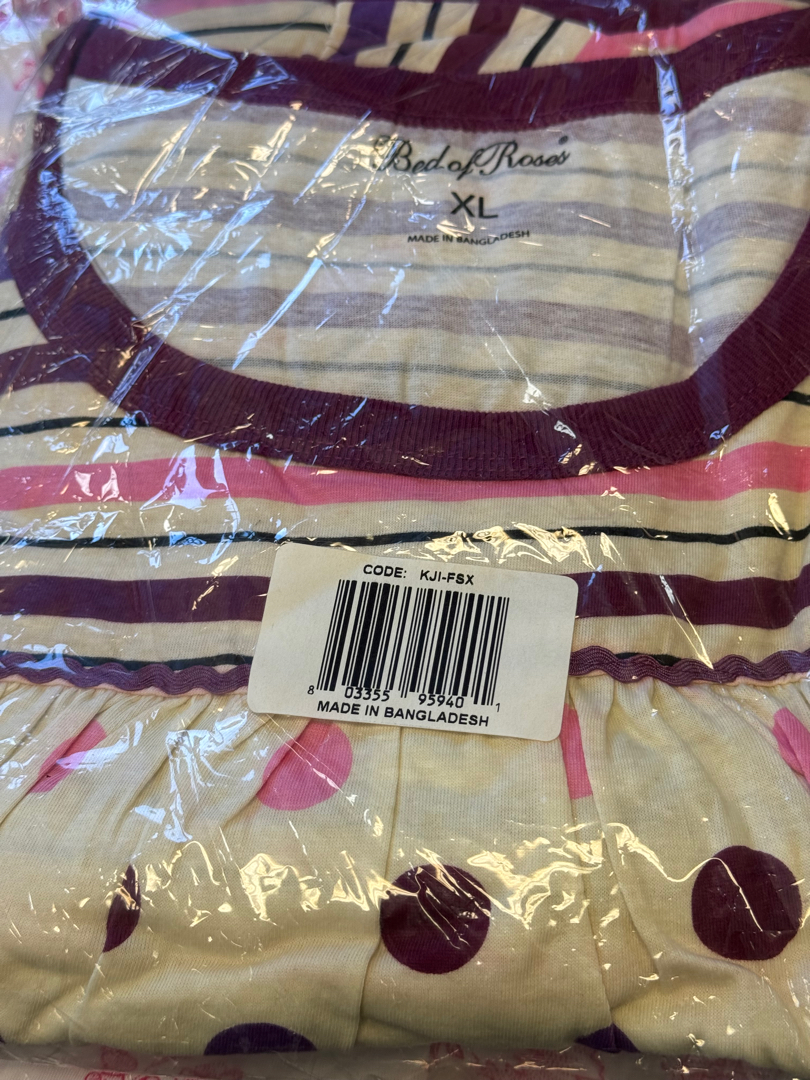 Bed of Roses®
XL
MADE IN BANGLADESH
CODE: KJI-FSX
8 03355 95940 1
MADE IN BANGLADESH